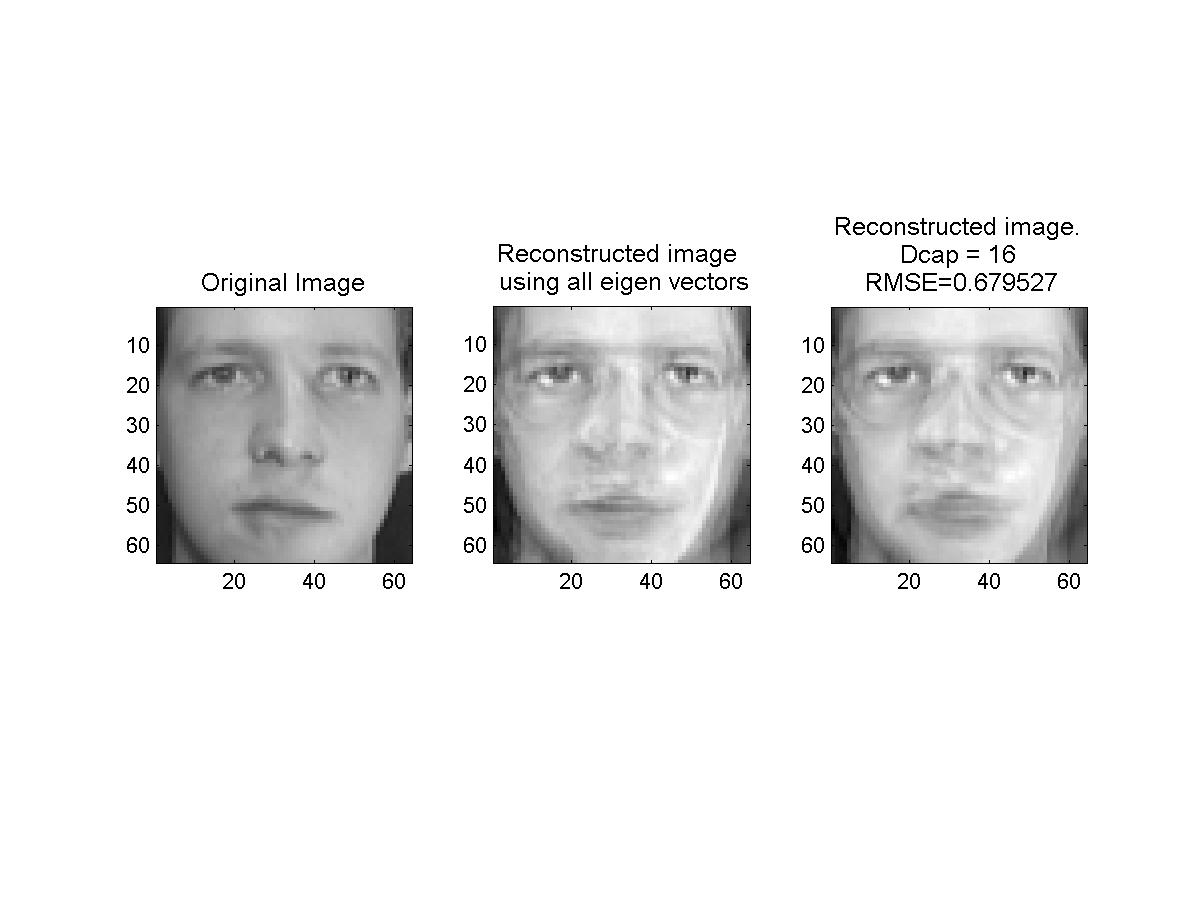 Original Image
10
20
30
40
50
60
20 40 60
Reconstructed image
using all eigen vectors
10
20
30
40
50
60
20 40 60
Reconstructed image.
Dcap = 16
RMSE=0.679527
10
20
30
40
50
60
20 40 60